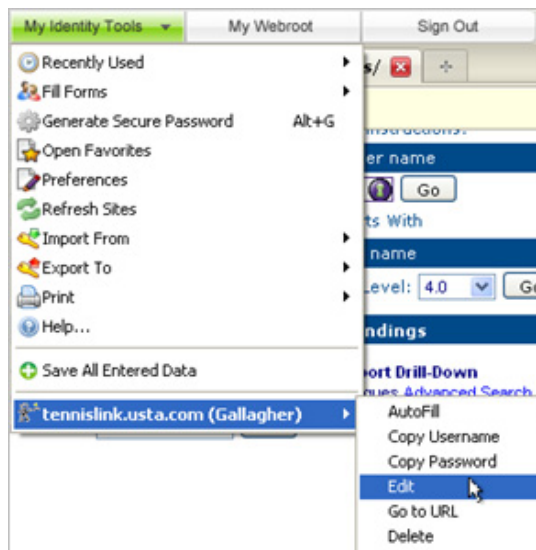 My Identity Tools My Webroot Sign Out
Recently Used
s/
Fill Forms
Generate Secure Password Alt+G
Open Favorites
er name
Preferences
Go
Refresh Sites
ts With
Import From
name
Export To
Level: 4.0 Go
Print
Help...
ndings
Save All Entered Data
ort Drill-Down
Advanced Search
tennislink.usta.com (Gallagher)
AutoFill
Copy Username
Copy Password
Edit
Go to URL
Delete